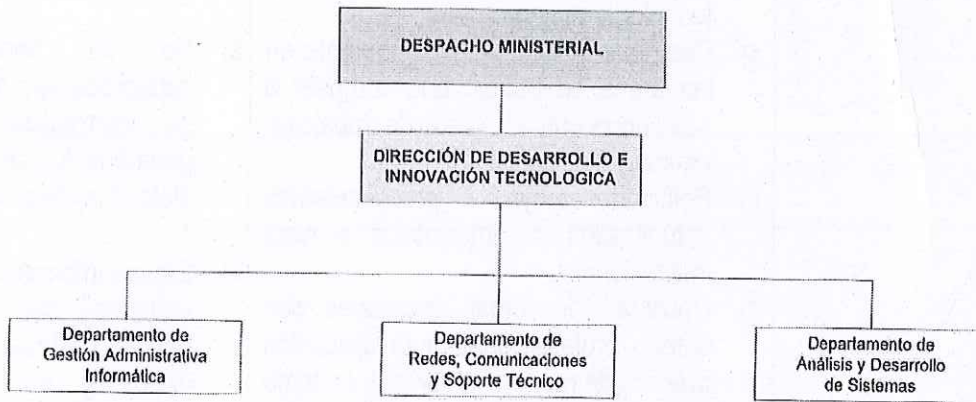 DESPACHO MINISTERIAL
DIRECCIÓN DE DESARROLLO E
INNOVACIÓN TECNOLOGICA
Departamento de
Gestión Administrativa
Informática
Departamento de
Redes, Comunicaciones
y Soporte Técnico
Departamento de
Análisis y Desarrollo
de Sistemas